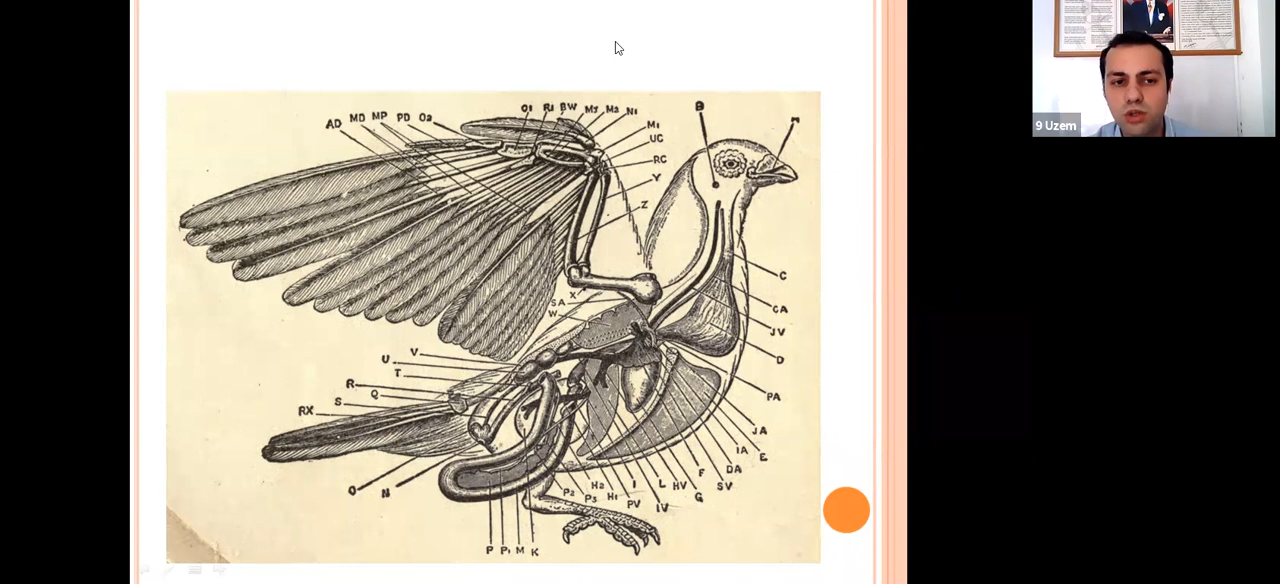 O1 R1 BW M3 M2 N1
AD MD MP PD O2
B
M1
UC
RC
Y
Z
C
X
SA
CA
W
JV
V
U
D
T
R
Q
PA
S
RX
JA
IA
E
F
DA
O
N
H2
I
L
HV
G
SV
P2
P3
H1
PV
IV
P P1 M K
9 Uzem